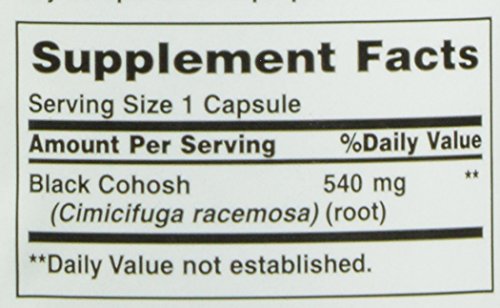 Supplement Facts
Serving Size 1 Capsule
Amount Per Serving %Daily Value
Black Cohosh 540 mg **
(Cimicifuga racemosa) (root)
**Daily Value not established.